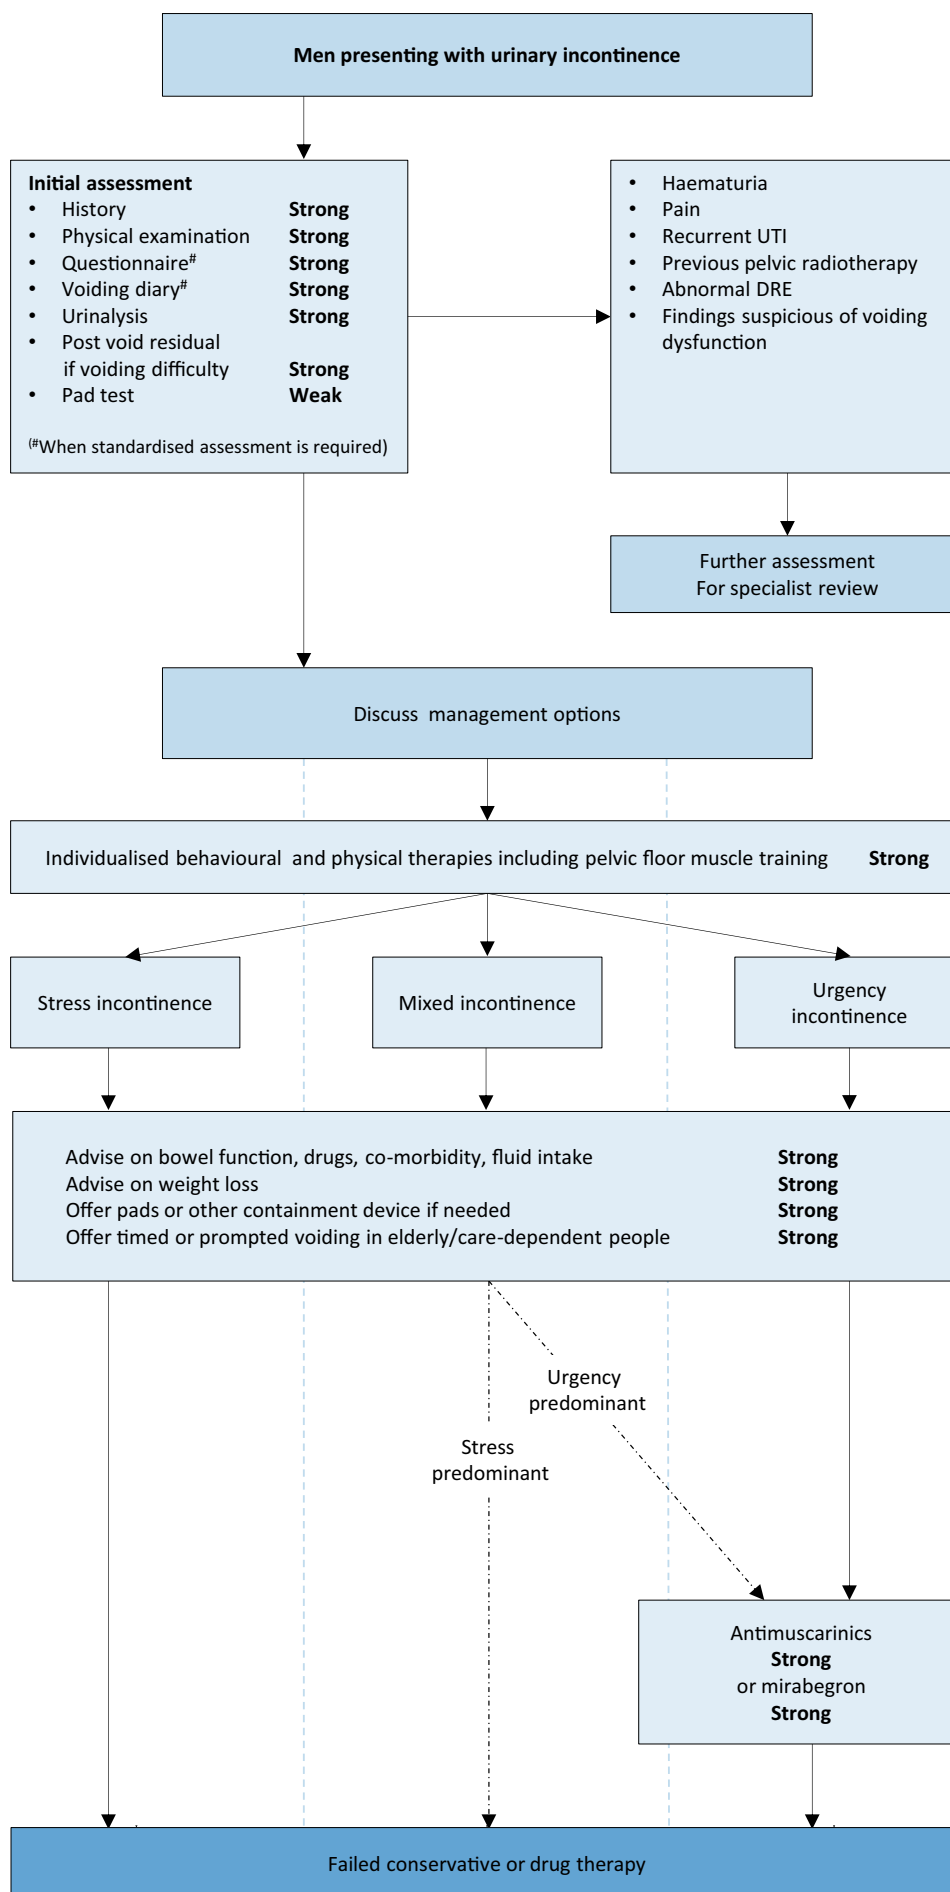 Men presenting with urinary incontinence
Initial assessment
• History Strong
• Physical examination Strong
• Questionnaire# Strong
• Voiding diary# Strong
• Urinalysis Strong
• Post void residual
if voiding difficulty Strong
• Pad test Weak
(#When standardised assessment is required)
• Haematuria
• Pain
• Recurrent UTI
• Previous pelvic radiotherapy
• Abnormal DRE
• Findings suspicious of voiding
dysfunction
Further assessment
For specialist review
Discuss management options
Individualised behavioural and physical therapies including pelvic floor muscle training Strong
Stress incontinence
Mixed incontinence
Urgency
incontinence
Advise on bowel function, drugs, co-morbidity, fluid intake Strong
Advise on weight loss Strong
Offer pads or other containment device if needed Strong
Offer timed or prompted voiding in elderly/care-dependent people Strong
Urgency
predominant
Stress
predominant
Antimuscarinics
Strong
or mirabegron
Strong
Failed conservative or drug therapy